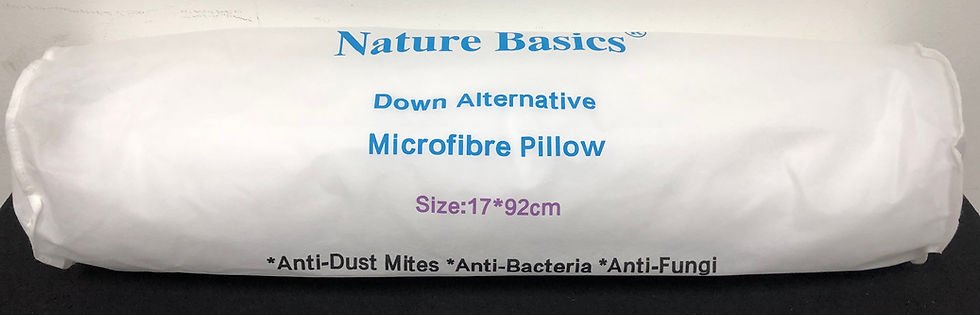 Nature Basics®
Down Alternative
Microfibre Pillow
Size:17*92cm
*Anti-Dust Mites *Anti-Bacteria *Anti-Fungi